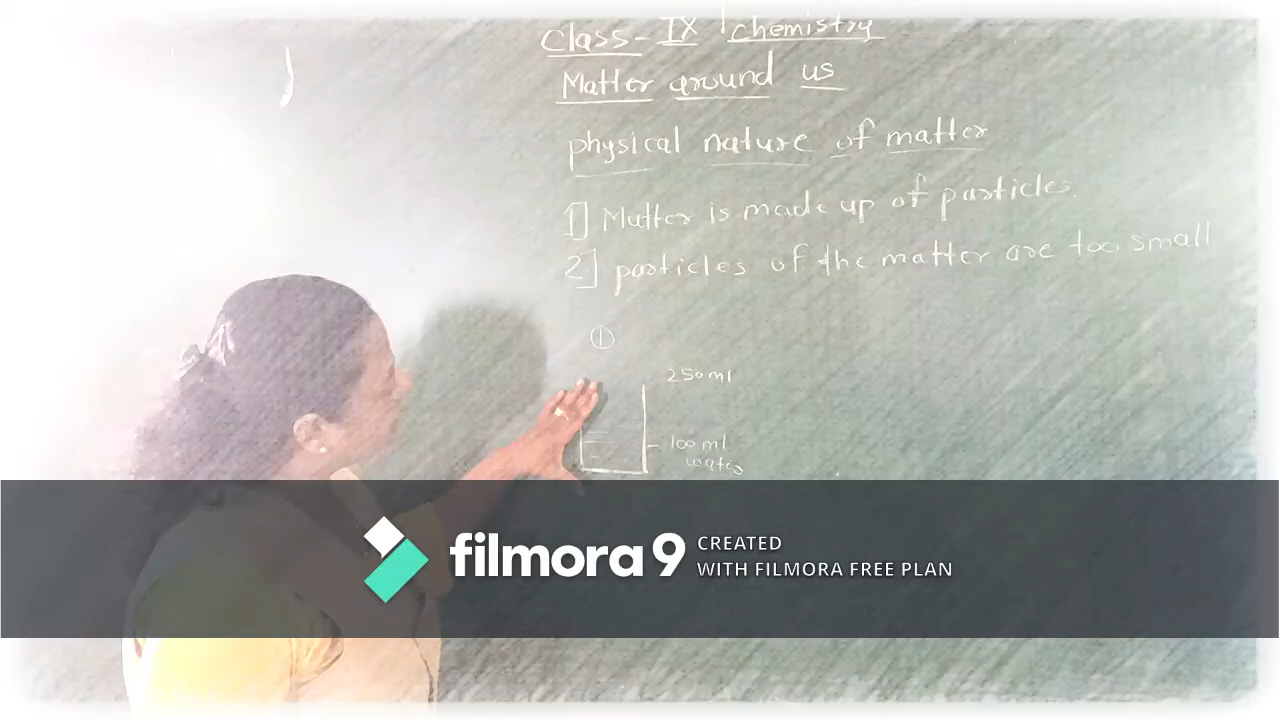 Class - IX chemistry
Matter around us
physical nature of matter
1] Matter is made up of particles.
2] particles of the matter are too small
①
250 ml
100 ml
water
filmora 9 CREATED
WITH FILMORA FREE PLAN